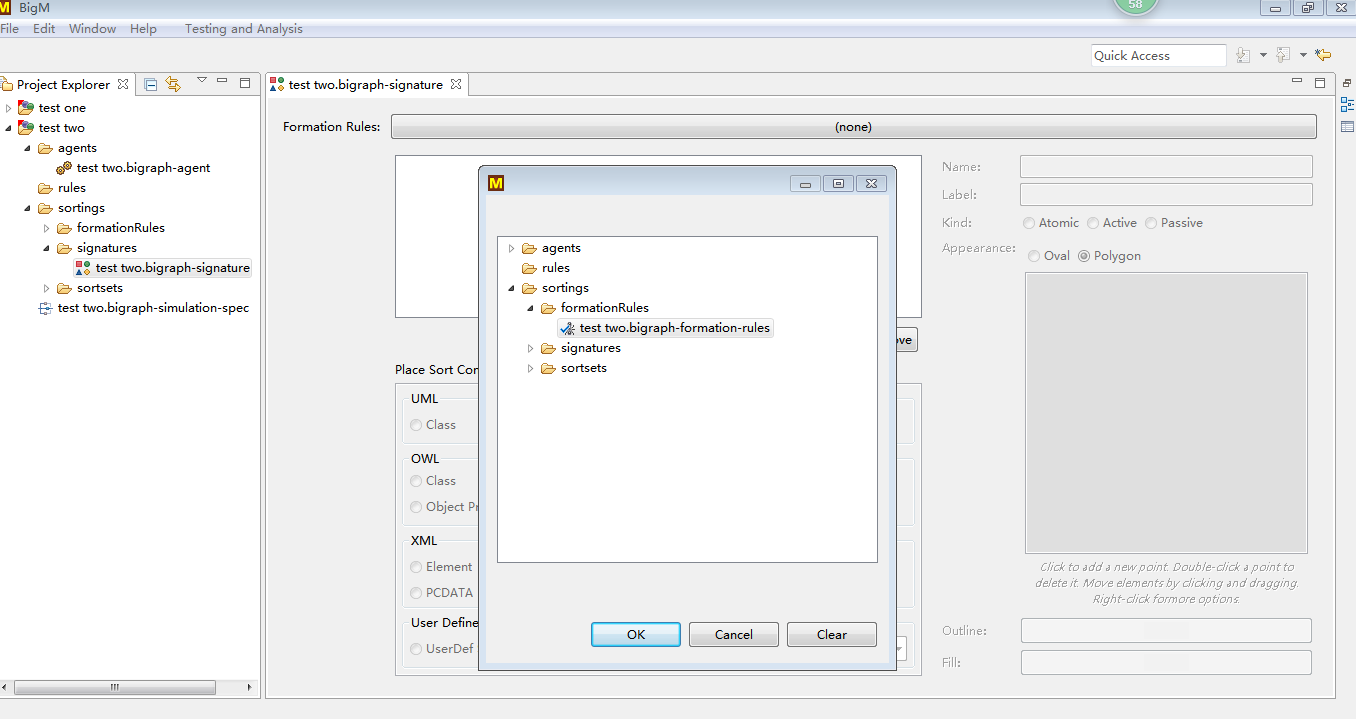 M BigM
58
File Edit Window Help Testing and Analysis
Quick Access
Project Explorer
test two.bigraph-signature
test one
test two
agents
test two.bigraph-agent
rules
sortings
formationRules
signatures
test two.bigraph-signature
sortsets
test two.bigraph-simulation-spec
Formation Rules:
(none)
M
agents
rules
sortings
formationRules
test two.bigraph-formation-rules
signatures
sortsets
OK Cancel Clear
Place Sort
UML
Class
OWL
Class
Object
XML
Element
PCDATA
User Define
UserDef
Name:
Label:
Kind: Atomic Active Passive
Appearance: Oval Polygon
Click to add a new point. Double-click a point to
delete it. Move elements by clicking and dragging.
Right-click formore options.
Outline:
Fill: